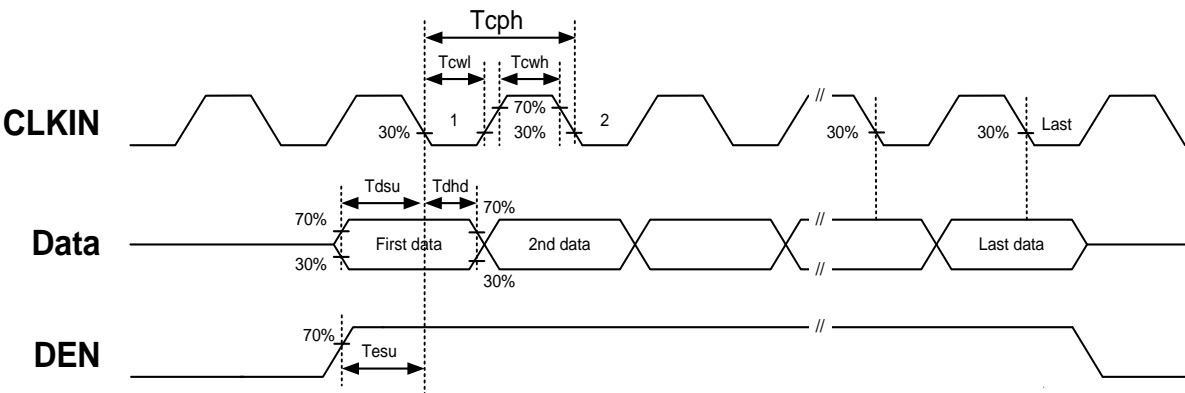 Tcph
Tcwl Tcwh
CLKIN 30% 1 70% 30% 2 // 30% 30% Last
Tdsu Tdhd
70% 70%
Data First data 2nd data // // Last data
30% 30%
70% //
DEN Tesu